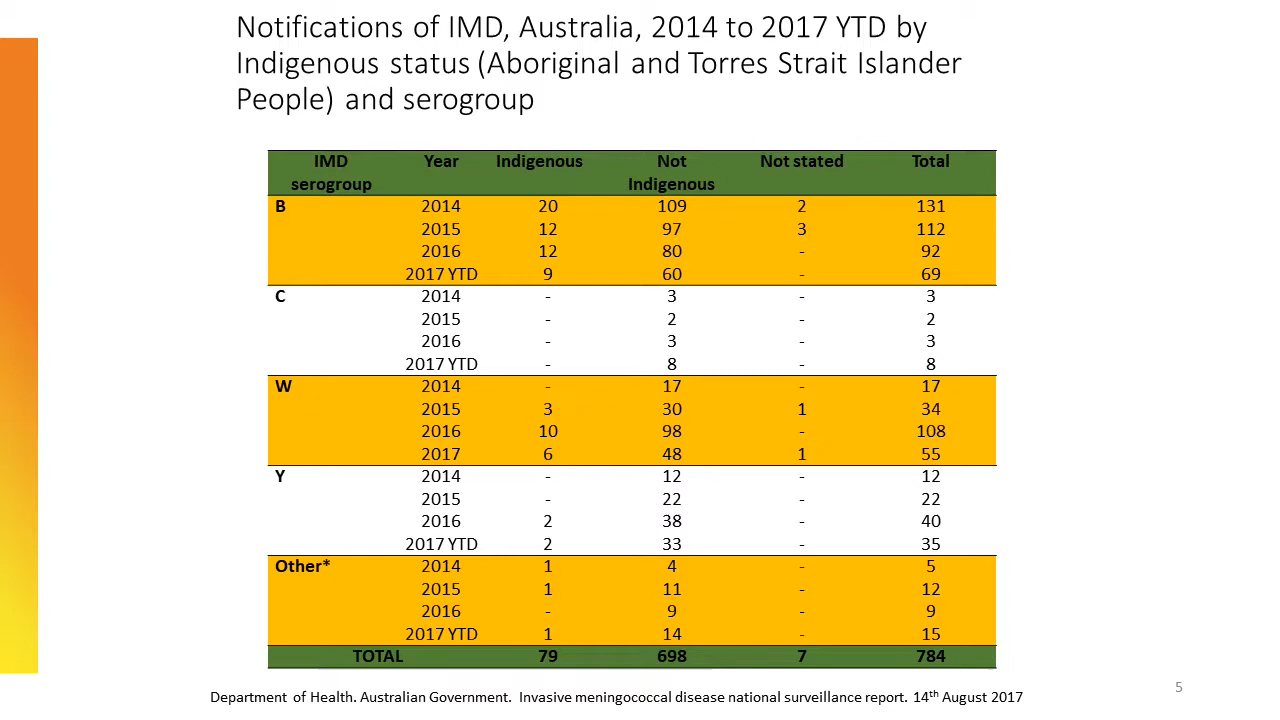 Notifications of IMD, Australia, 2014 to 2017 YTD by
Indigenous status (Aboriginal and Torres Strait Islander
People) and serogroup
IMD serogroup Year Indigenous Not Indigenous Not stated Total
B 2014 20 109 2 131
2015 12 97 3 112
2016 12 80 - 92
2017 YTD 9 60 - 69
C 2014 - 3 - 3
2015 - 2 - 2
2016 - 3 - 3
2017 YTD - 8 - 8
W 2014 - 17 - 17
2015 3 30 1 34
2016 10 98 - 108
2017 6 48 1 55
Y 2014 - 12 - 12
2015 - 22 - 22
2016 2 38 - 40
2017 YTD 2 33 - 35
Other* 2014 1 4 - 5
2015 1 11 - 12
2016 - 9 - 9
2017 YTD 1 14 - 15
TOTAL 79 698 7 784
Department of Health. Australian Government. Invasive meningococcal disease national surveillance report. 14th August 2017
5